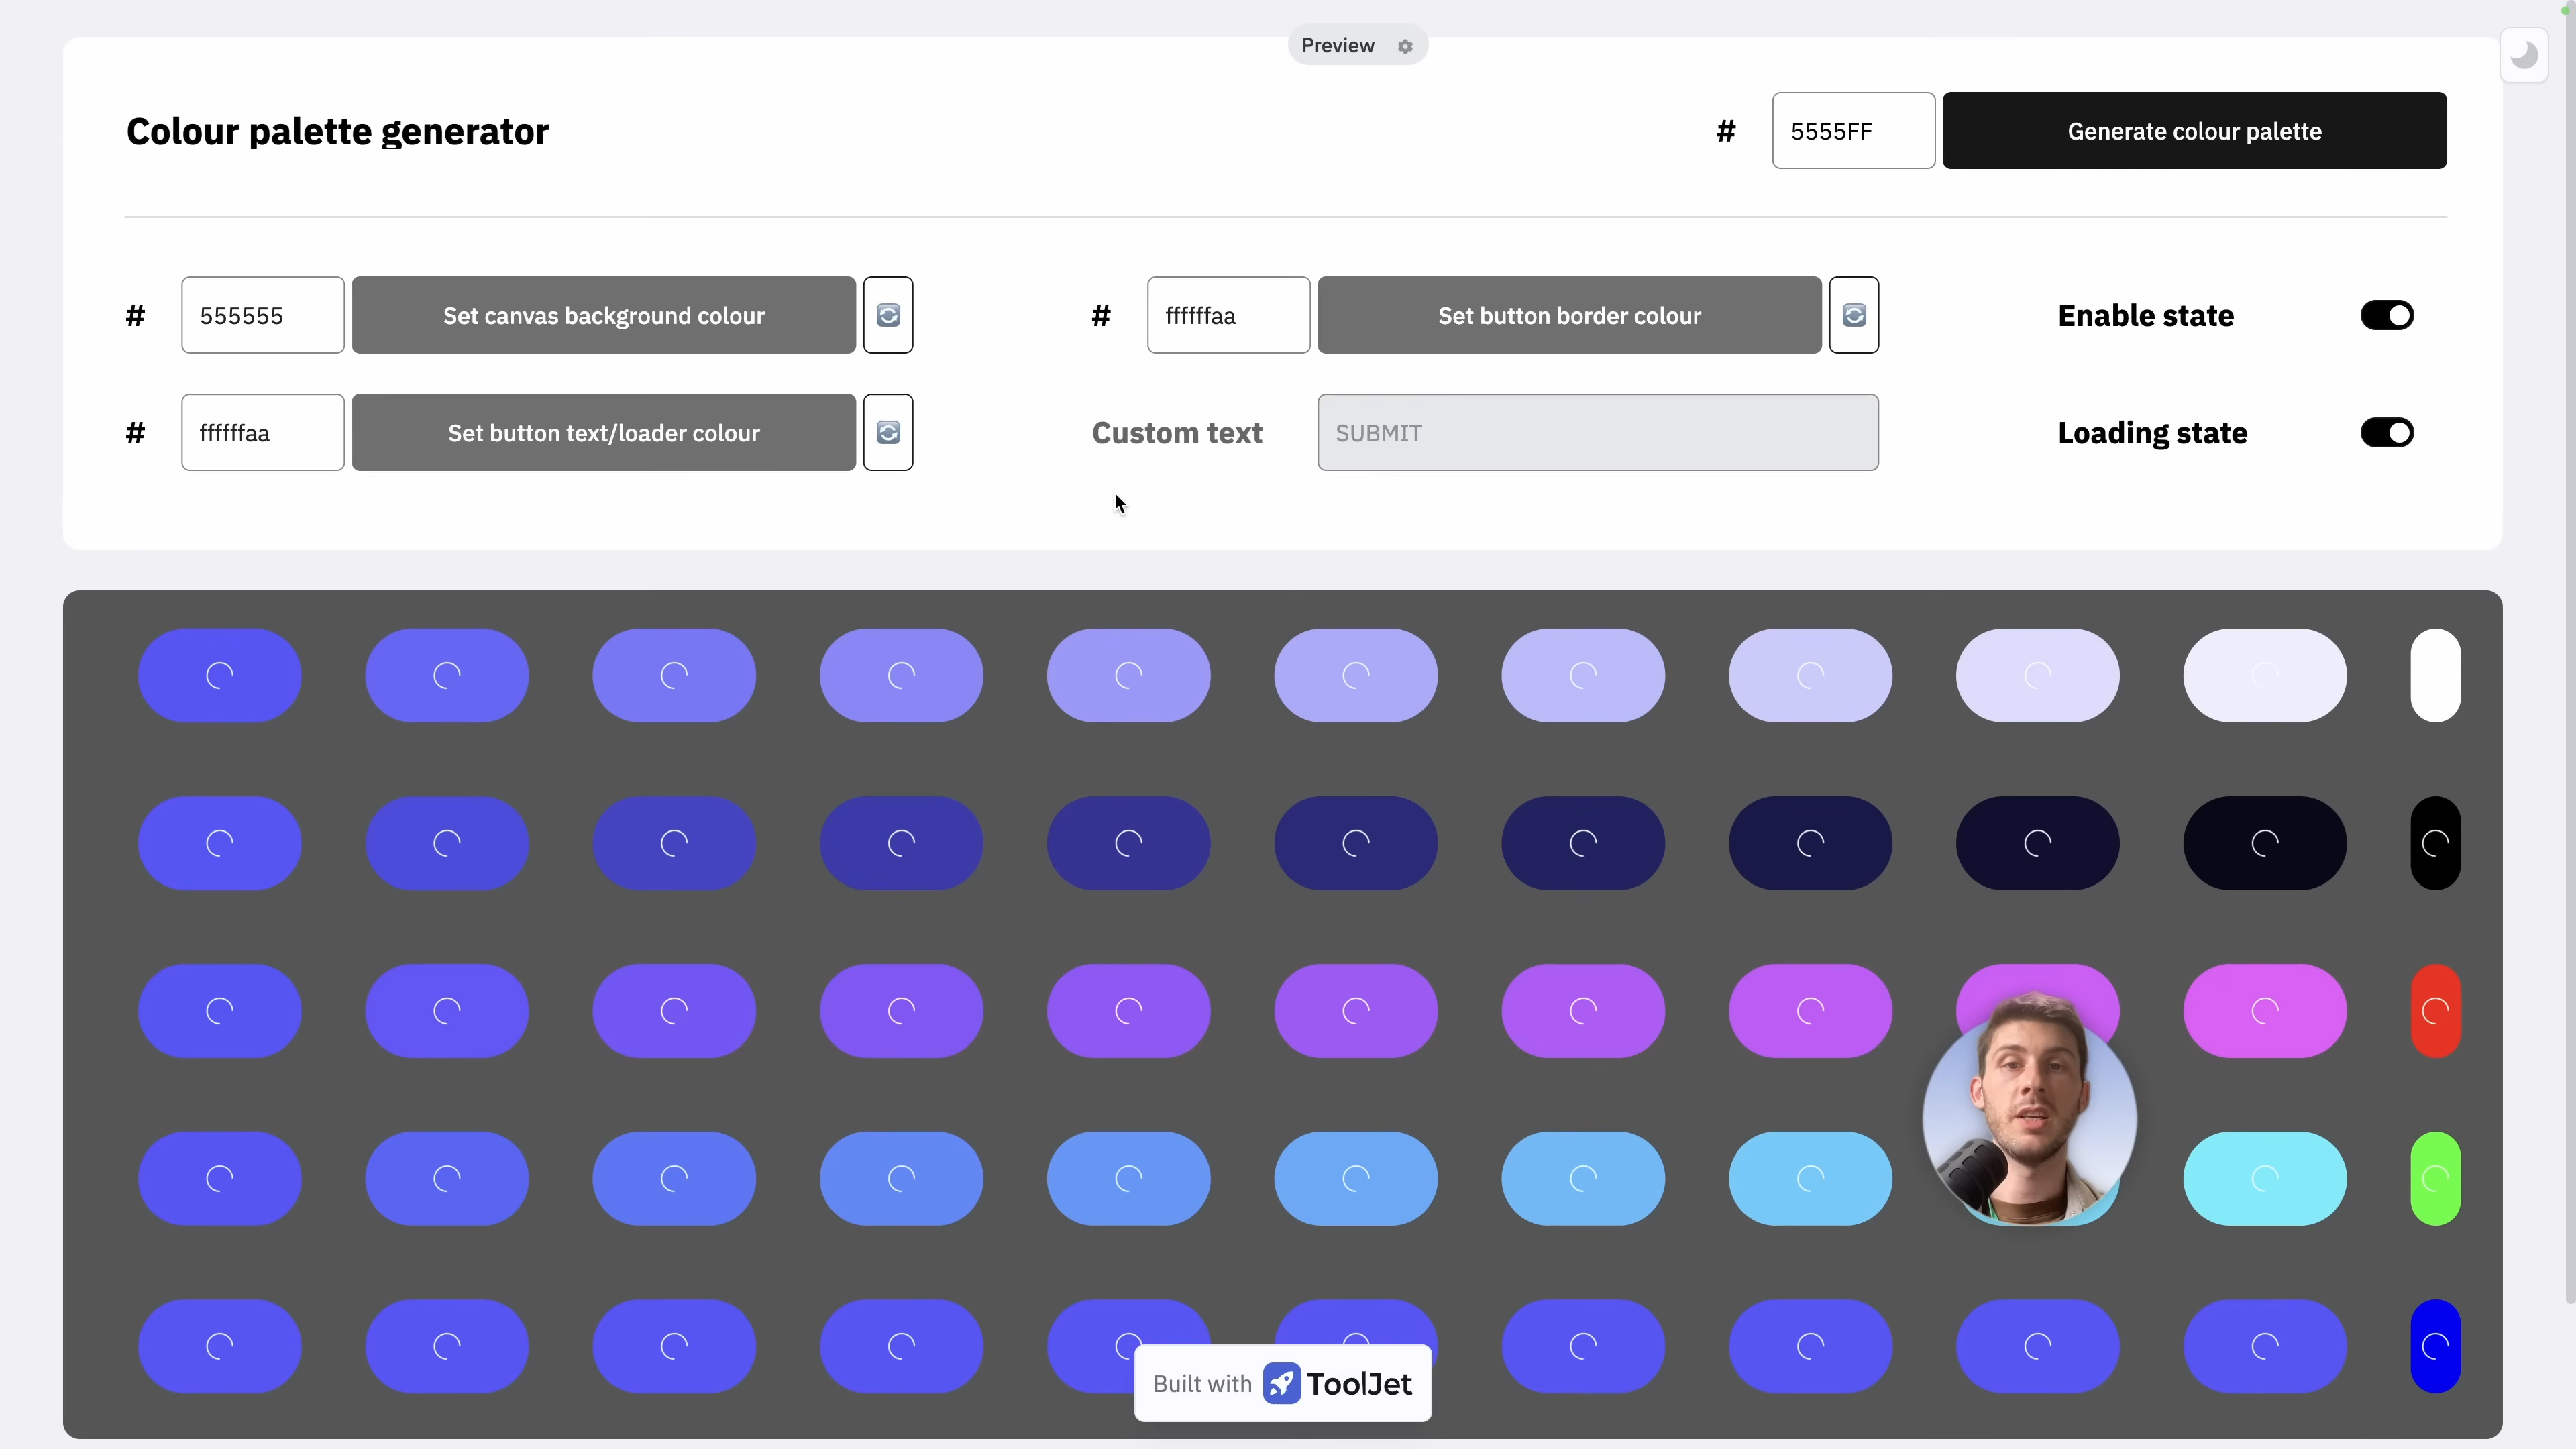 Preview
Colour palette generator
# 5555FF Generate colour palette
# 555555 Set canvas background colour
# ffffffaa Set button border colour
Enable state
# ffffffaa Set button text/loader colour
Custom text SUBMIT
Loading state
Built with ToolJet